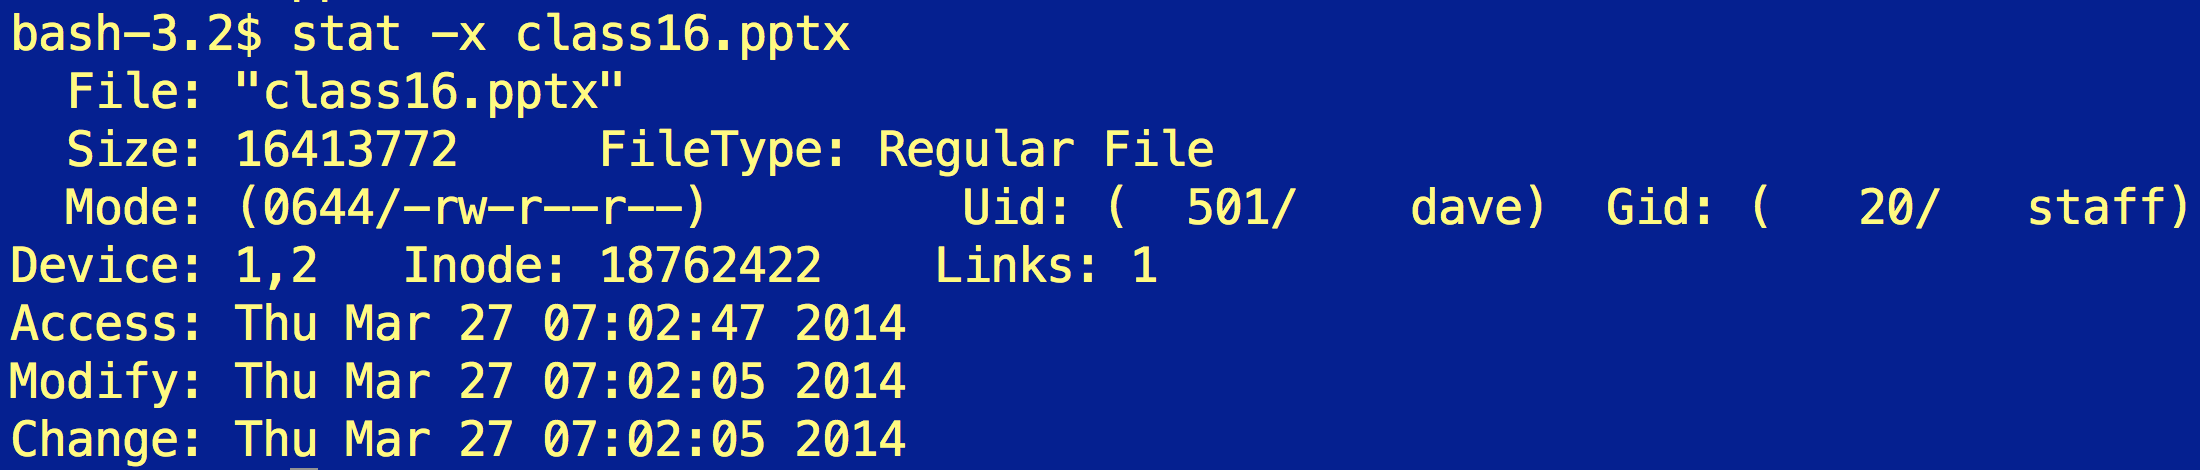 bash-3.2$ stat -x class16.pptx
  File: "class16.pptx"
  Size: 16413772     FileType: Regular File
  Mode: (0644/-rw-r--r--)         Uid: (  501/    dave)  Gid: (   20/   staff)
Device: 1,2   Inode: 18762422    Links: 1
Access: Thu Mar 27 07:02:47 2014
Modify: Thu Mar 27 07:02:05 2014
Change: Thu Mar 27 07:02:05 2014